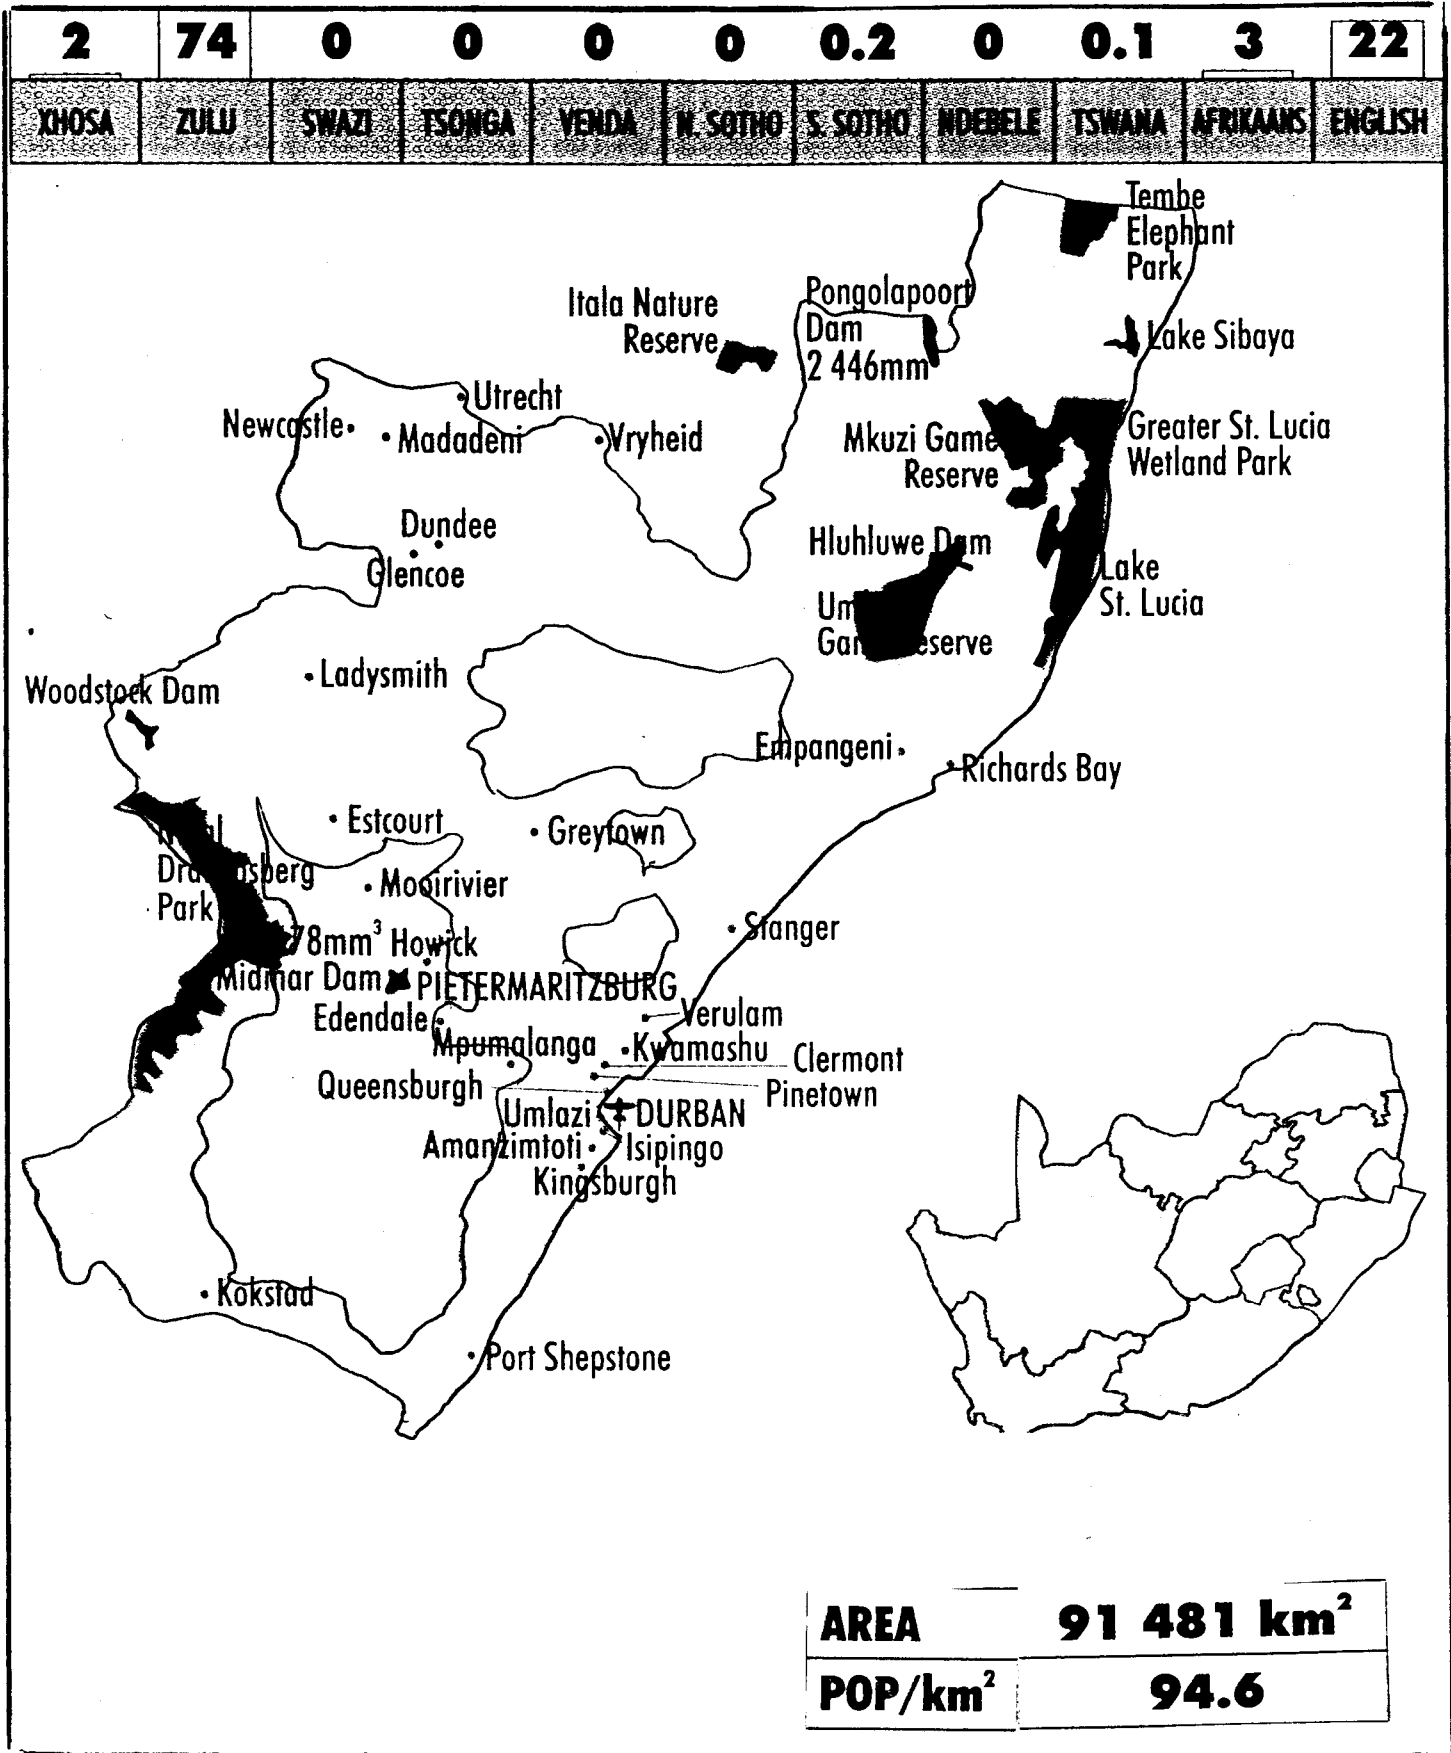 2 74 0 0 0 0 0.2 0 0.1 3 22
XHOSA ZULU SWAZI TSONGA VENDA N. SOTHO S. SOTHO NDEBELE TSWANA AFRIKAANS ENGLISH
Tembe
Elephant
Park
Itala Nature
Reserve
Pongolapoort
Dam
2 446mm
Lake Sibaya
Utrecht
Newcastle
Madadeni
Vryheid
Mkuzi Game
Reserve
Greater St. Lucia
Wetland Park
Dundee
Glencoe
Hluhluwe Dam
Lake
St. Lucia
Reserve
Ladysmith
Woodstock Dam
Empangeni
Richards Bay
Estcourt
Greytown
Drakensberg
Park
Mooirivier
Stanger
78mm³ Howick
Midmar Dam
PIETERMARITZBURG
Edendale
Verulam
Mpumalanga
Kwamashu
Clermont
Queensburgh
Pinetown
Umlazi
DURBAN
Amanzimtoti
Isipingo
Kingsburgh
Kokstad
Port Shepstone
AREA 91 481 km²
POP/km² 94.6